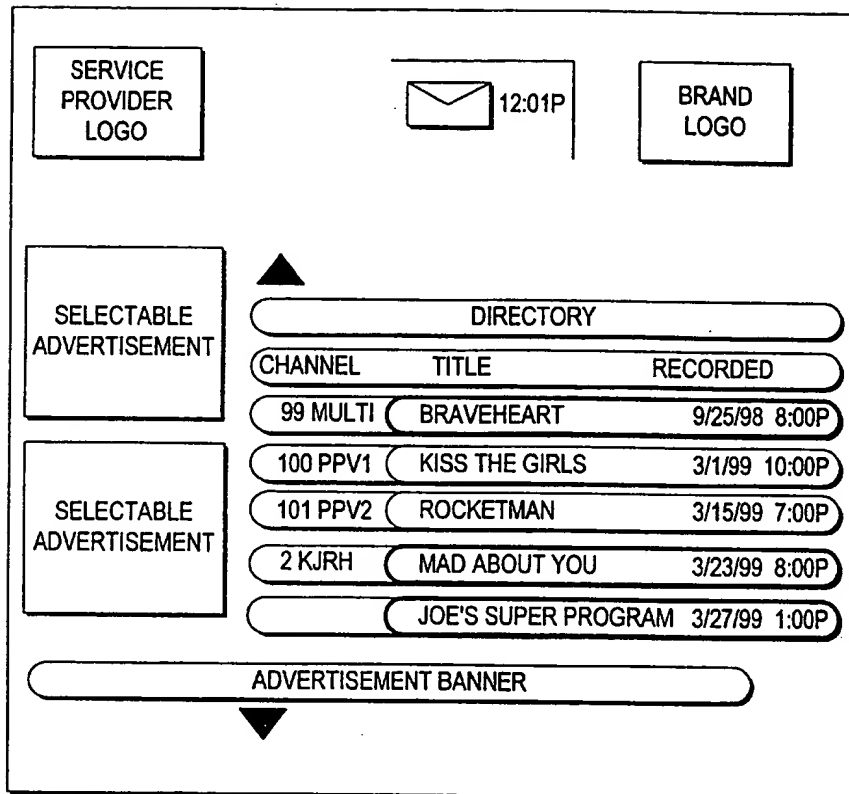 SERVICE
PROVIDER
LOGO
12:01P
BRAND
LOGO
SELECTABLE
ADVERTISEMENT
SELECTABLE
ADVERTISEMENT
DIRECTORY
CHANNEL TITLE RECORDED
99 MULTI BRAVEHEART 9/25/98 8:00P
100 PPV1 KISS THE GIRLS 3/1/99 10:00P
101 PPV2 ROCKETMAN 3/15/99 7:00P
2 KJRH MAD ABOUT YOU 3/23/99 8:00P
JOE'S SUPER PROGRAM 3/27/99 1:00P
ADVERTISEMENT BANNER